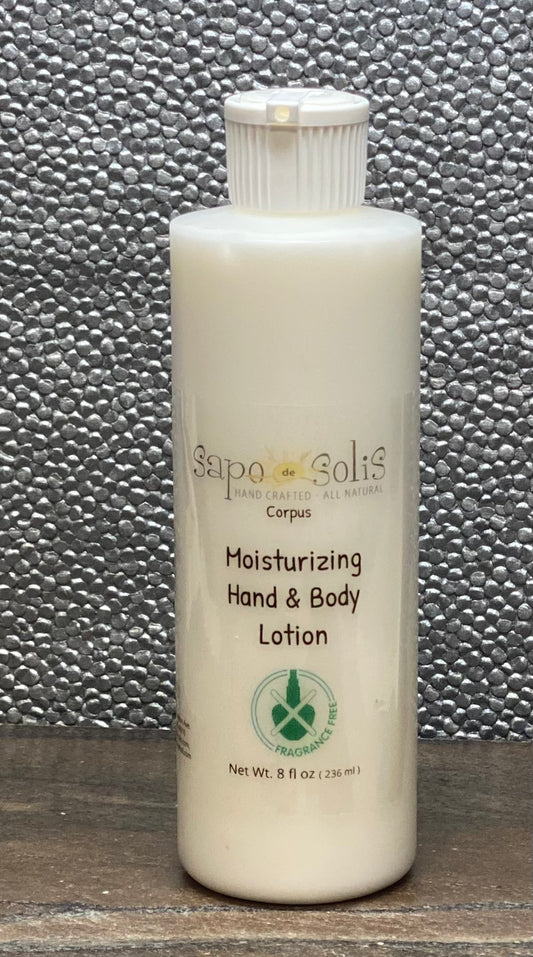 sapo de SoliS
HAND CRAFTED · ALL NATURAL
Corpus
Moisturizing
Hand & Body
Lotion
FRAGRANCE FREE
Net Wt. 8 fl oz ( 236 ml )